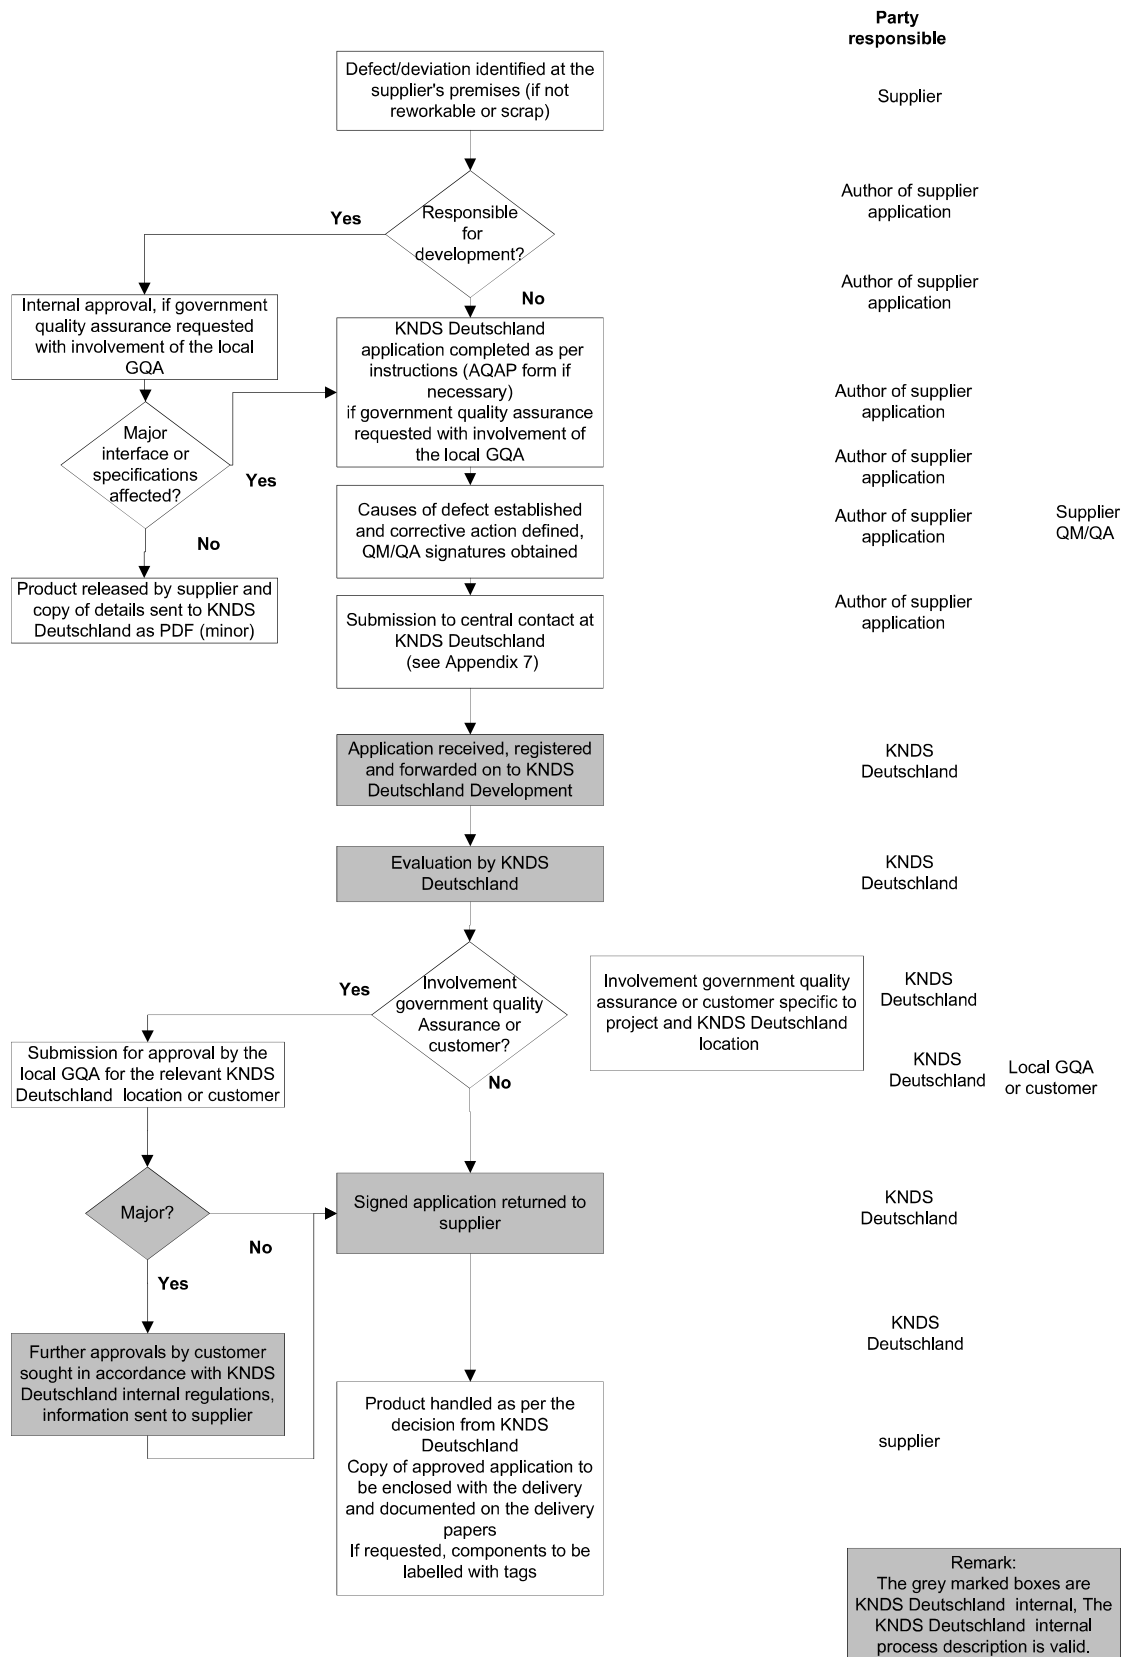 Party
responsible
Defect/deviation identified at the
supplier's premises (if not
reworkable or scrap)
Supplier
Responsible
for
development?
Yes
No
Author of supplier
application
Internal approval, if government
quality assurance requested
with involvement of the local
GQA
Author of supplier
application
KNDS Deutschland
application completed as per
instructions (AQAP form if
necessary)
if government quality assurance
requested with involvement of
the local GQA
Author of supplier
application
Major
interface or
specifications
affected?
Yes
No
Author of supplier
application
Causes of defect established
and corrective action defined,
QM/QA signatures obtained
Author of supplier
application
Supplier
QM/QA
Product released by supplier and
copy of details sent to KNDS
Deutschland as PDF (minor)
Submission to central contact at
KNDS Deutschland
(see Appendix 7)
Author of supplier
application
Application received, registered
and forwarded on to KNDS
Deutschland Development
KNDS
Deutschland
Evaluation by KNDS
Deutschland
KNDS
Deutschland
Involvement
government quality
Assurance or
customer?
Yes
No
Involvement government quality
assurance or customer specific to
project and KNDS Deutschland
location
KNDS
Deutschland
Submission for approval by the
local GQA for the relevant KNDS
Deutschland  location or customer
KNDS
Deutschland
Local GQA
or customer
Major?
No
Yes
Signed application returned to
supplier
KNDS
Deutschland
Further approvals by customer
sought in accordance with KNDS
Deutschland internal regulations,
information sent to supplier
KNDS
Deutschland
Product handled as per the
decision from KNDS
Deutschland
Copy of approved application to
be enclosed with the delivery
and documented on the delivery
papers
If requested, components to be
labelled with tags
supplier
Remark:
The grey marked boxes are
KNDS Deutschland  internal, The
KNDS Deutschland  internal
process description is valid.